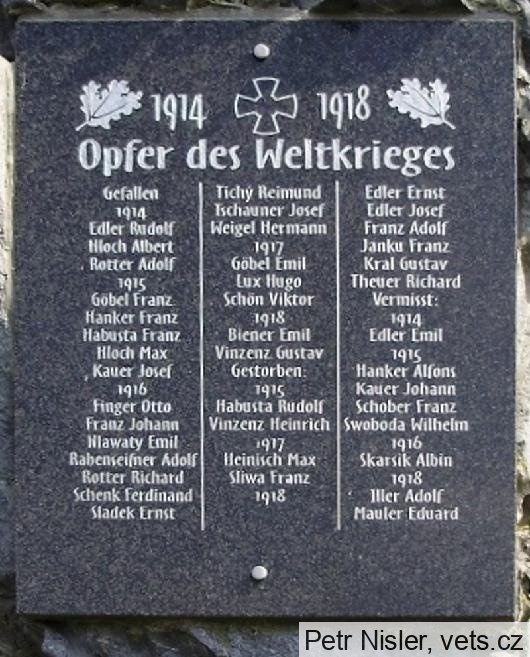 1914 1918
Opfer des Weltkrieges
Gefallen
1914
Edler Rudolf
Hloch Albert
Rotter Adolf
1915
Göbel Franz
Hanker Franz
Habusta Franz
Hloch Max
Kauer Josef
1916
Finger Otto
Franz Johann
Hlawaty Emil
Rabenseifner Adolf
Rotter Richard
Schenk Ferdinand
Sladek Ernst
Tichý Reimund
Tschauner Josef
Weigel Hermann
1917
Göbel Emil
Lux Hugo
Schön Viktor
1918
Biener Emil
Vinzenz Gustav
Gestorben:
1915
Habusta Rudolf
Vinzenz Heinrich
1917
Heinisch Max
Sliwa Franz
1918
Edler Ernst
Edler Josef
Franz Adolf
Janku Franz
Kral Gustav
Theuer Richard
Vermisst:
1914
Edler Emil
1915
Hanker Alfons
Kauer Johann
Schober Franz
Swoboda Wilhelm
1916
Skarsik Albin
1918
Iller Adolf
Mauler Eduard
Petr Nisler, vets.cz